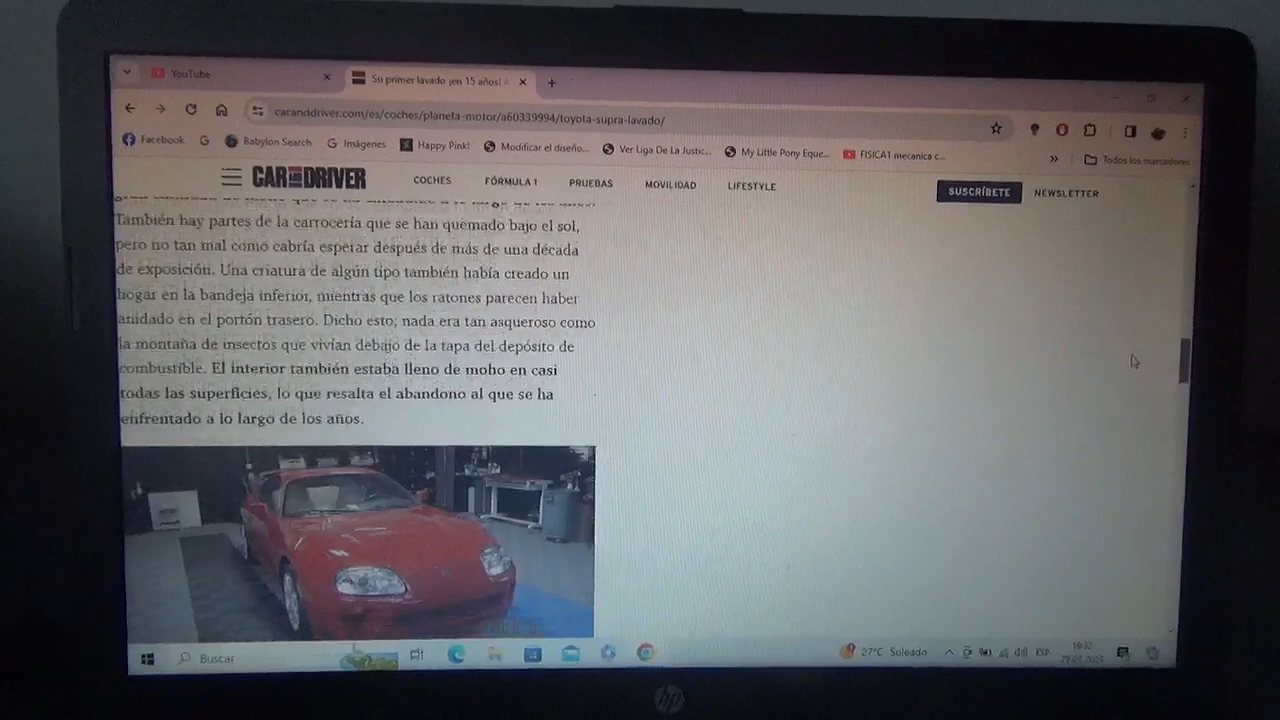 YouTube
Su primer lavado ¡en 15 años!
caranddriver.com/es/coches/planeta-motor/a60339994/toyota-supra-lavado/
Facebook
G
Babylon Search
Imágenes
Happy Pink!
Modificar el diseño...
Ver Liga De La Justic...
My Little Pony Eque...
FISICA1 mecanica c...
»
Todos los marcadores
CAR AND DRIVER
COCHES
FÓRMULA 1
PRUEBAS
MOVILIDAD
LIFESTYLE
SUSCRÍBETE
NEWSLETTER
También hay partes de la carrocería que se han quemado bajo el sol,
pero no tan mal como cabría esperar después de más de una década
de exposición. Una criatura de algún tipo también había creado un
hogar en la bandeja inferior, mientras que los ratones parecen haber
anidado en el portón trasero. Dicho esto, nada era tan asqueroso como
la montaña de insectos que vivían debajo de la tapa del depósito de
combustible. El interior también estaba lleno de moho en casi
todas las superficies, lo que resalta el abandono al que se ha
enfrentado a lo largo de los años.
Buscar
27°C Soleado
ESP
hp